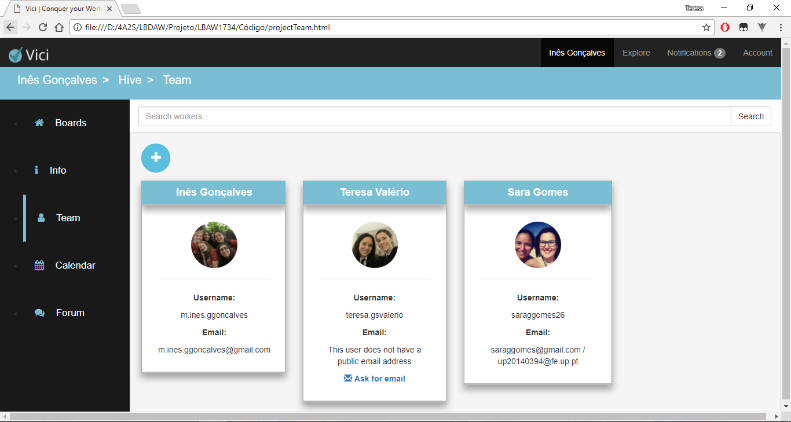 Vici | Conquer your Work
Teresa
file:///D:/4A2S/LBDAW/Projeto/LBAW1734/Código/projectTeam.html
Vici
Inês Gonçalves
Explore
Notifications 2
Account
Inês Gonçalves > Hive > Team
Boards
Info
Team
Calendar
Forum
Search workers
Search
+
Inês Gonçalves
Username:
m.ines.ggoncalves
Email:
m.ines.ggoncalves@gmail.com
Teresa Valério
Username:
teresa.gsvalerio
Email:
This user does not have a
public email address
Ask for email
Sara Gomes
Username:
saraggomes26
Email:
saraggomes@gmail.com /
up20140394@fe.up.pt